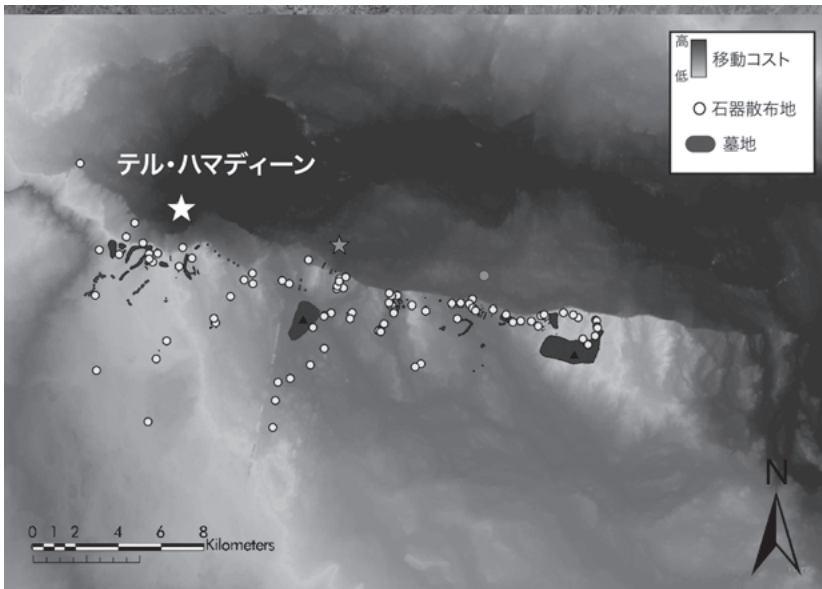 高
低
移動コスト
石器散布地
墓地
テル・ハマディーン
N
0 1 2 4 6 8
Kilometers